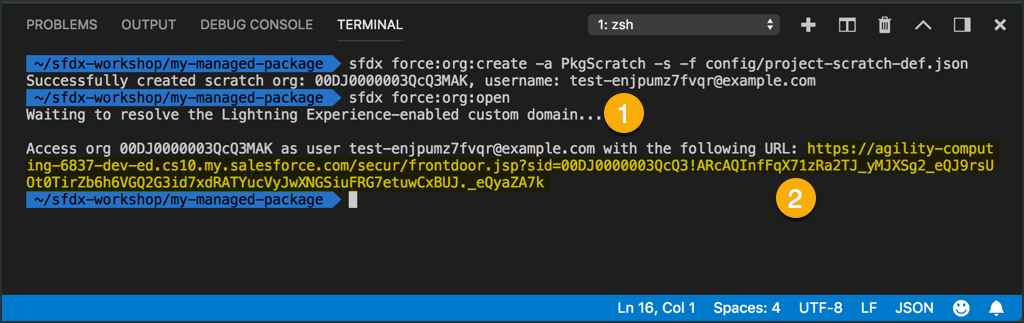 PROBLEMS OUTPUT DEBUG CONSOLE TERMINAL 1: zsh
~/sfdx-workshop/my-managed-package sfdx force:org:create -a PkgScratch -s -f config/project-scratch-def.json
Successfully created scratch org: 00DJ0000003QcQ3MAK, username: test-enjpumz7fvqr@example.com
~/sfdx-workshop/my-managed-package sfdx force:org:open
Waiting to resolve the Lightning Experience-enabled custom domain...
1
Access org 00DJ0000003QcQ3MAK as user test-enjpumz7fvqr@example.com with the following URL: https://agility-comput
ing-6837-dev-ed.cs10.my.salesforce.com/secur/frontdoor.jsp?sid=00DJ0000003QcQ3!ARcAQInfFqX71zRa2TJ_yMJXSg2_eQJ9rsU
Ot0TirZb6h6VGQ2G3id7xdRATYucVyJwXNGSiuFRG7etuwCxBUJ._eQyaZA7k
2
~/sfdx-workshop/my-managed-package
Ln 16, Col 1 Spaces: 4 UTF-8 LF JSON